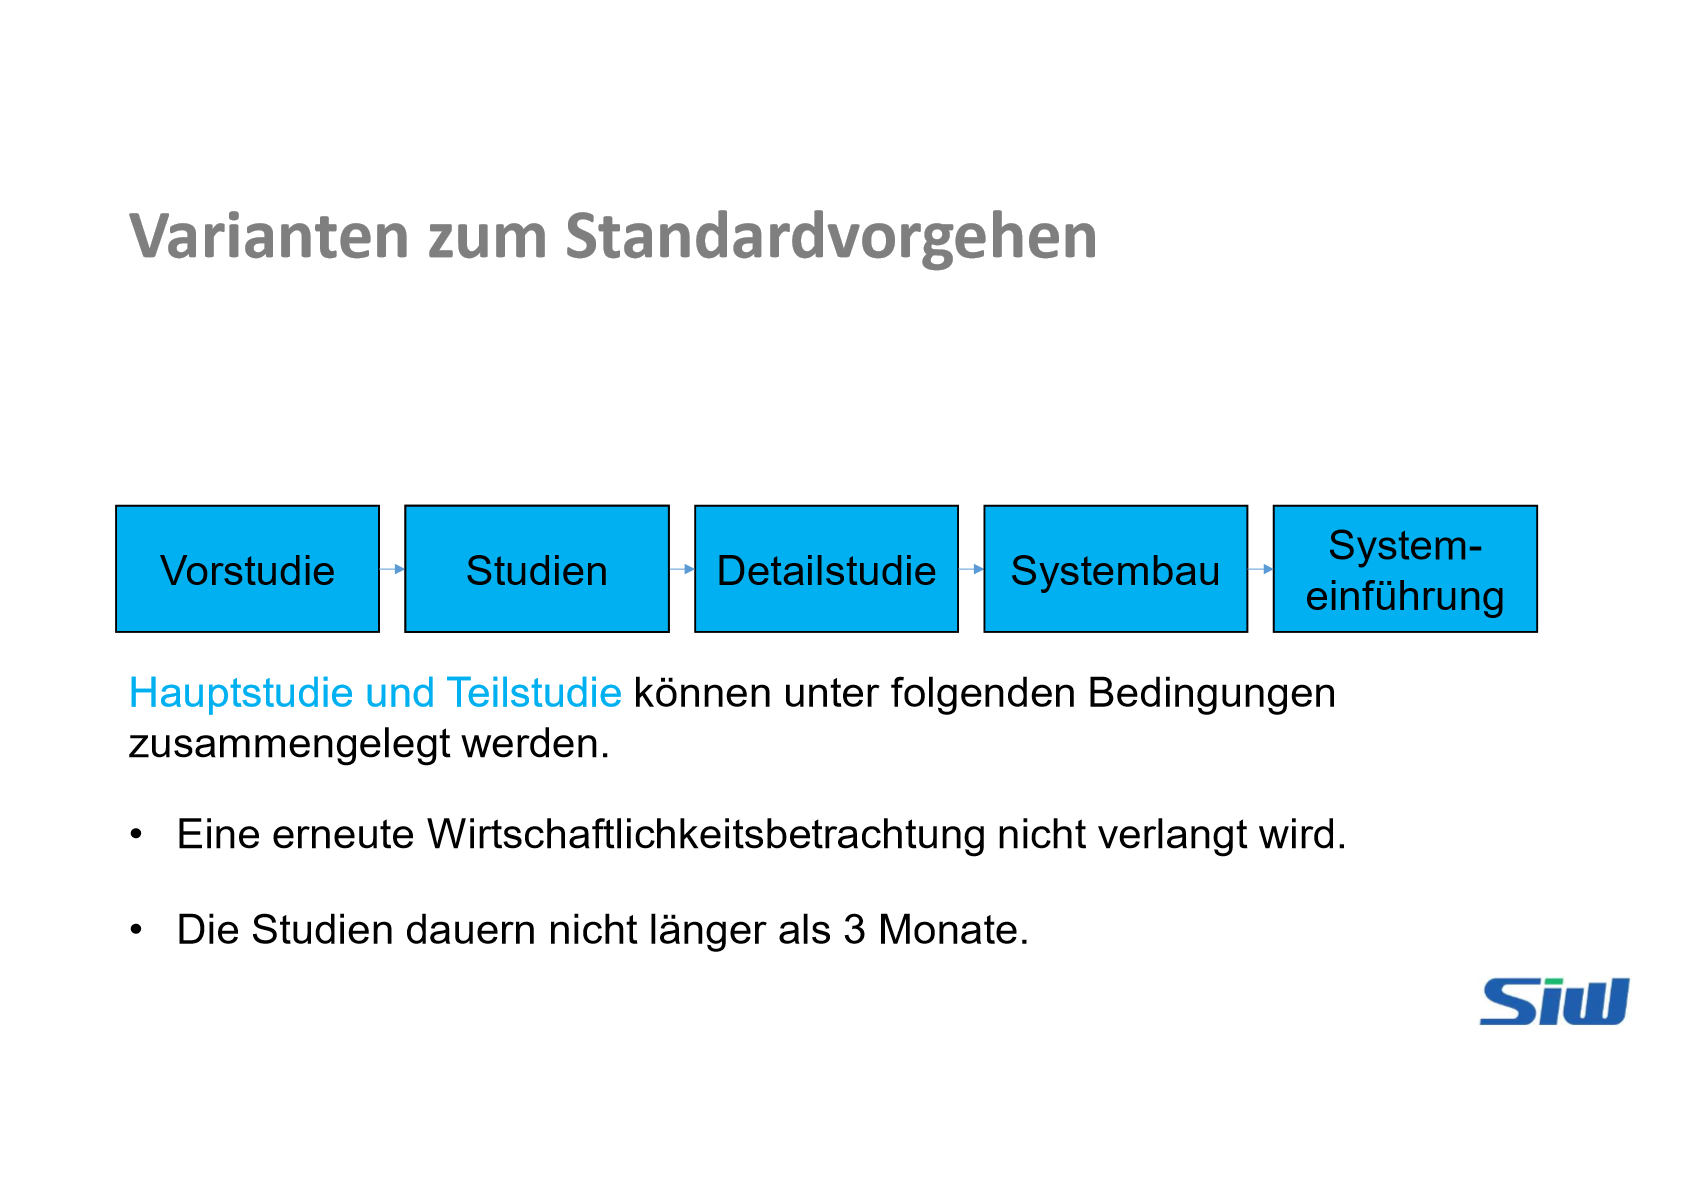 Varianten zum Standardvorgehen
Vorstudie
Studien
Detailstudie
Systembau
System-
einführung
Hauptstudie und Teilstudie können unter folgenden Bedingungen
zusammengelegt werden.
• Eine erneute Wirtschaftlichkeitsbetrachtung nicht verlangt wird.
• Die Studien dauern nicht länger als 3 Monate.
Siw